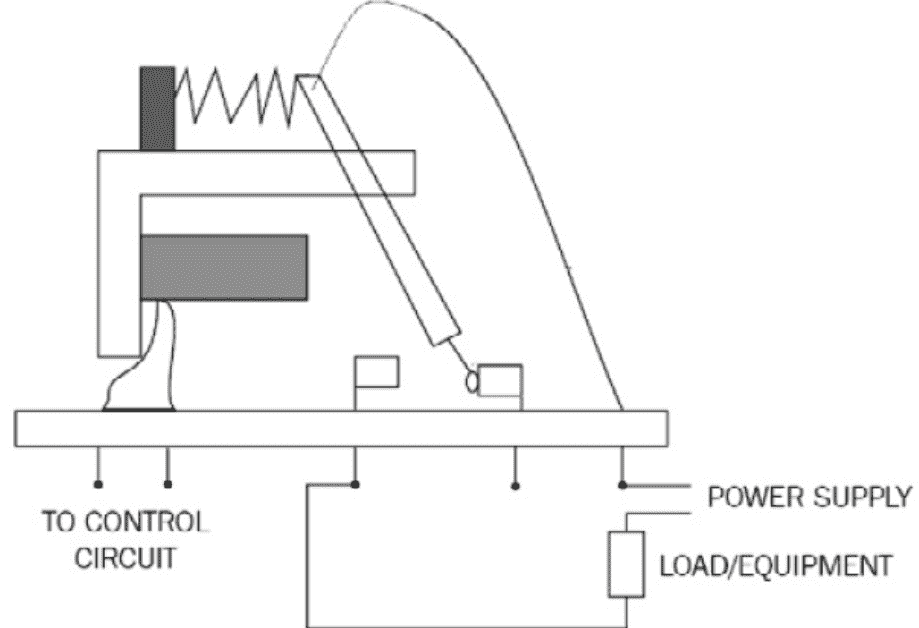 POWER SUPPLY
TO CONTROL
CIRCUIT
LOAD/EQUIPMENT